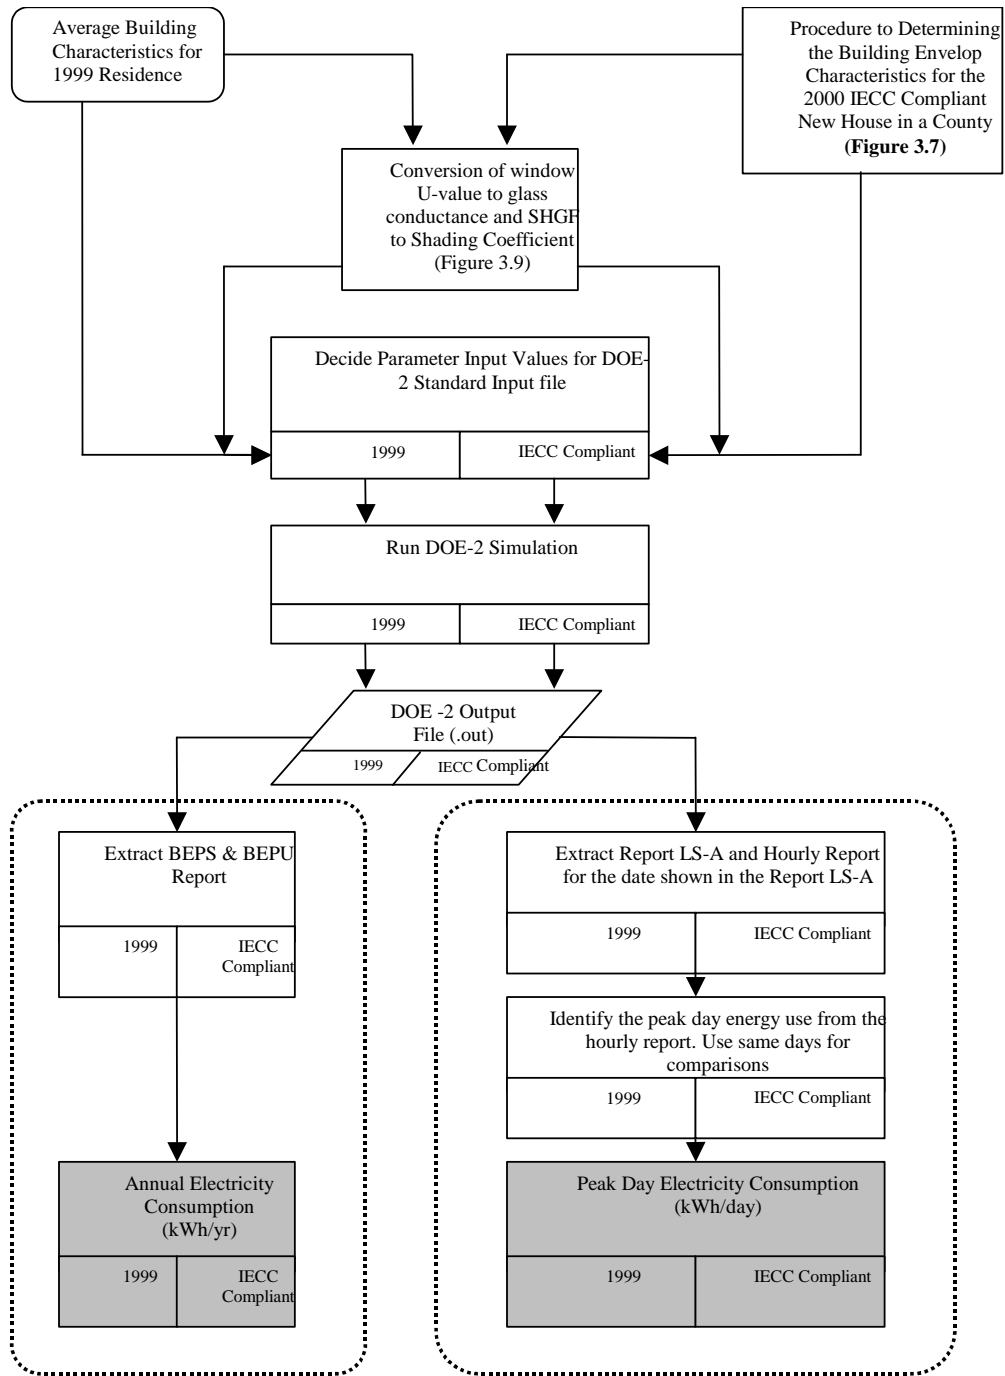 Average Building
Characteristics for
1999 Residence
Procedure to Determining
the Building Envelop
Characteristics for the
2000 IECC Compliant
New House in a County
(Figure 3.7)
Conversion of window
U-value to glass
conductance and SHGF
to Shading Coefficient
(Figure 3.9)
Decide Parameter Input Values for DOE-
2 Standard Input file
1999
IECC Compliant
Run DOE-2 Simulation
1999
IECC Compliant
DOE -2 Output
File (.out)
1999
IECC Compliant
Extract BEPS & BEPU
Report
1999
IECC
Compliant
Annual Electricity
Consumption
(kWh/yr)
1999
IECC
Compliant
Extract Report LS-A and Hourly Report
for the date shown in the Report LS-A
1999
IECC Compliant
Identify the peak day energy use from the
hourly report. Use same days for
comparisons
1999
IECC Compliant
Peak Day Electricity Consumption
(kWh/day)
1999
IECC Compliant